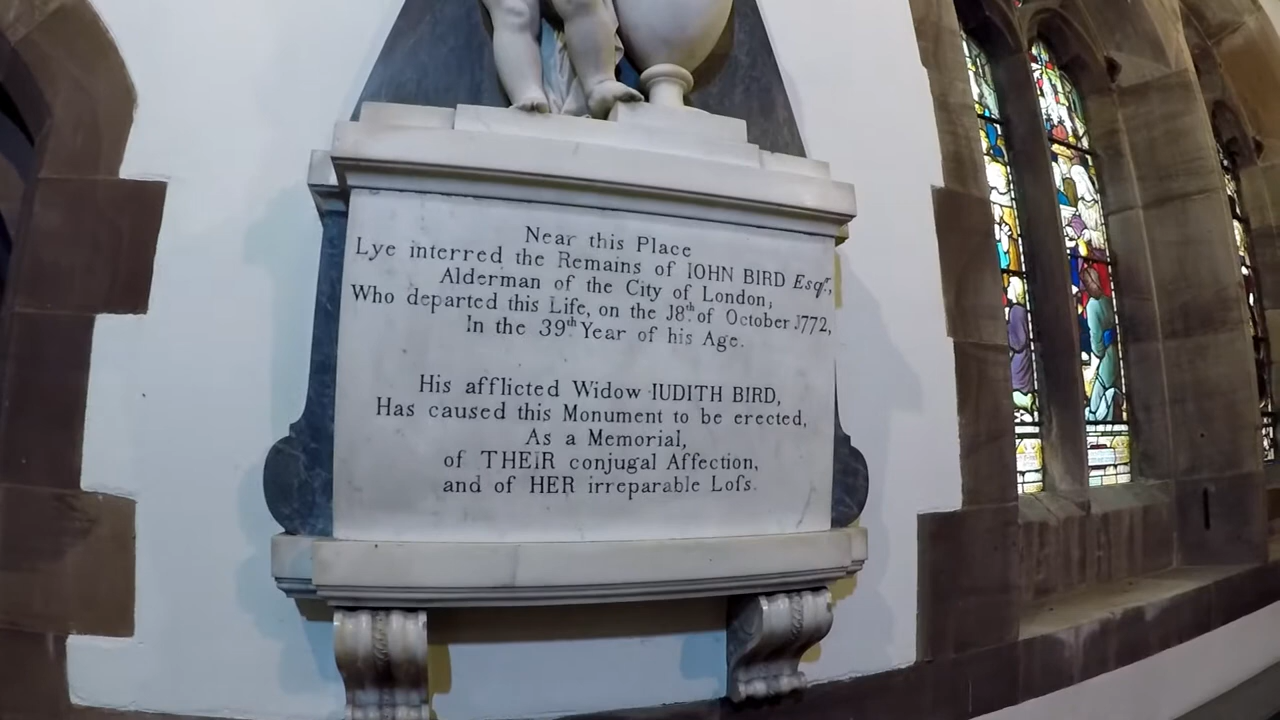 Near this Place
Lye interred the Remains of IOHN BIRD Esqr.,
Alderman of the City of London,
Who departed this Life, on the J8th. of October J772,
In the 39th Year of his Age.
His afflicted Widow IUDITH BIRD,
Has caused this Monument to be erected,
As a Memorial,
of THEIR conjugal Affection,
and of HER irreparable Loſs.